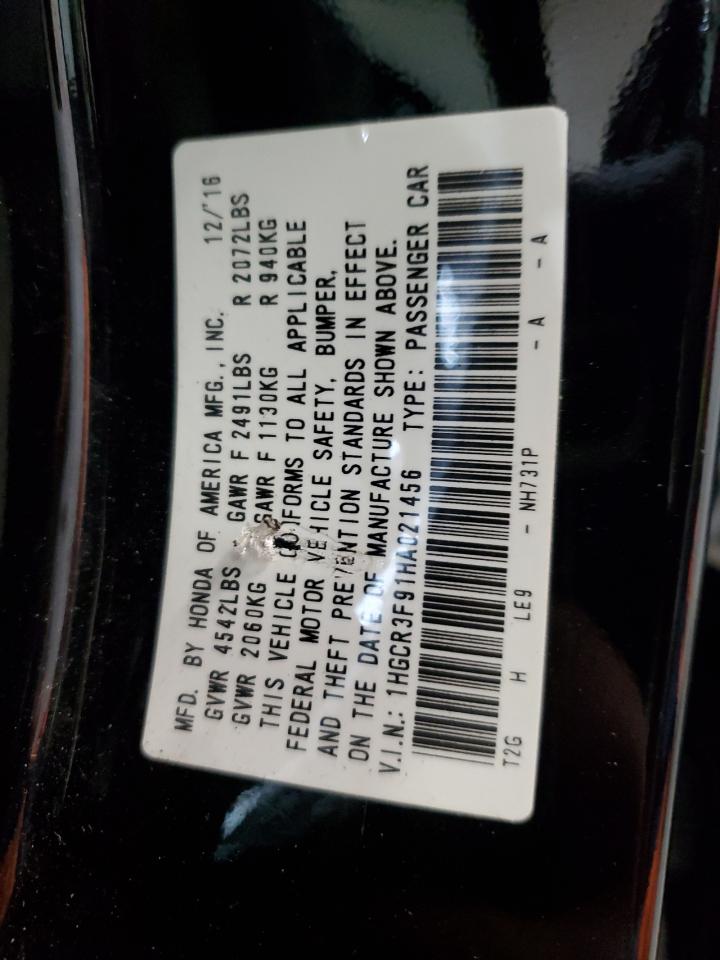 MFD. BY HONDA OF AMERICA MFG., INC. 12/'16
GVWR 4542LBS GAWR F 2491LBS R 2072LBS
GVWR 2060KG GAWR F 1130KG R 940KG
THIS VEHICLE CONFORMS TO ALL APPLICABLE
FEDERAL MOTOR VEHICLE SAFETY, BUMPER,
AND THEFT PREVENTION STANDARDS IN EFFECT
ON THE DATE OF MANUFACTURE SHOWN ABOVE.
V.I.N.: 1HGCR3F91HA021456 TYPE: PASSENGER CAR
T2G H LE9 - NH731P - A - A